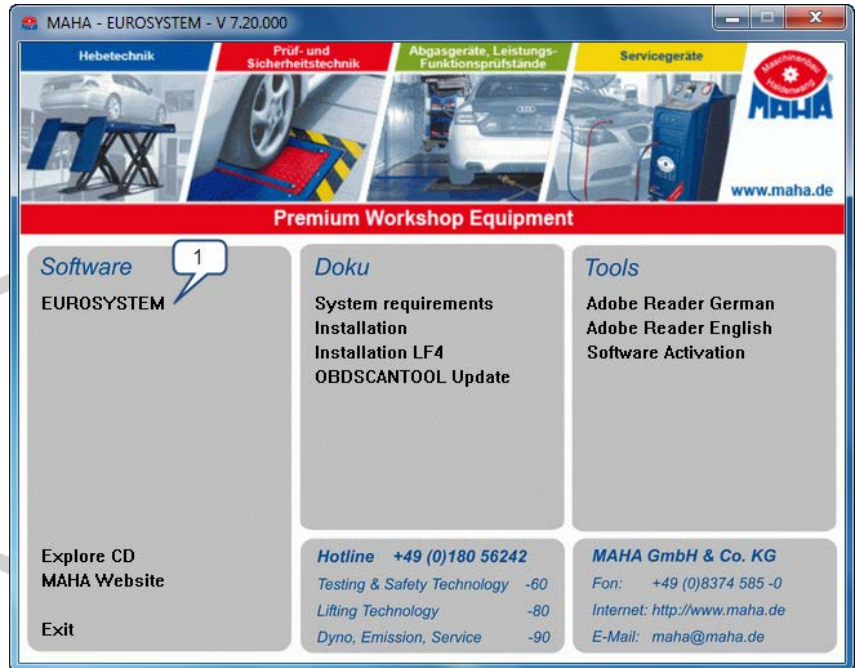 MAHA - EUROSYSTEM - V 7.20.000
Hebetechnik
Prüf- und
Sicherheitstechnik
Abgasgeräte, Leistungs-
Funktionsprüfstände
Servicegeräte
Maschinenbau
Haldenwang
MAHA
www.maha.de
Premium Workshop Equipment
Software
1
EUROSYSTEM
Explore CD
MAHA Website
Exit
Doku
System requirements
Installation
Installation LF4
OBDSCANTOOL Update
Tools
Adobe Reader German
Adobe Reader English
Software Activation
Hotline +49 (0)180 56242
Testing & Safety Technology -60
Lifting Technology -80
Dyno, Emission, Service -90
MAHA GmbH & Co. KG
Fon: +49 (0)8374 585 -0
Internet: http://www.maha.de
E-Mail: maha@maha.de